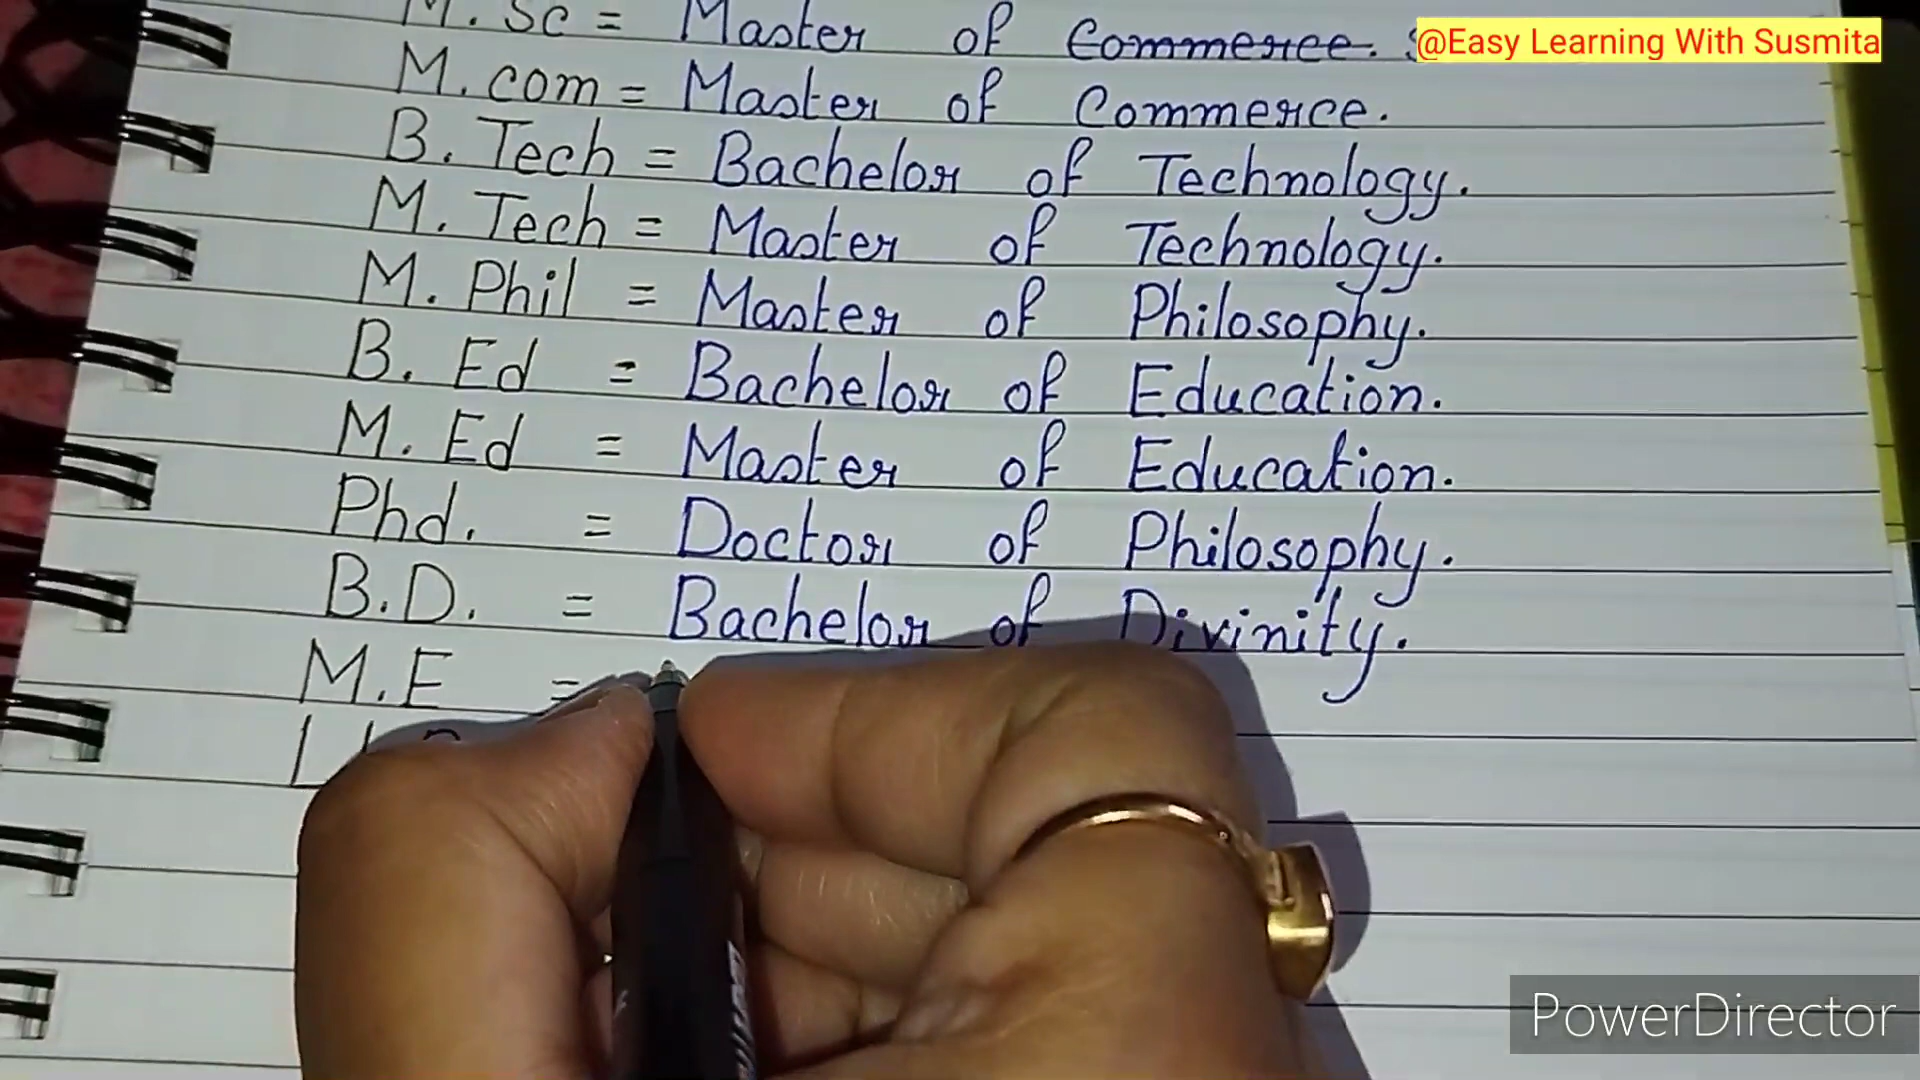 M. Sc = Master of Commerce.
@Easy Learning With Susmita
M. com = Master of Commerce.
B. Tech = Bachelor of Technology.
M. Tech = Master of Technology.
M. Phil = Master of Philosophy.
B. Ed = Bachelor of Education.
M. Ed = Master of Education.
Phd. = Doctor of Philosophy.
B.D. = Bachelor of Divinity.
M.E =
PowerDirector